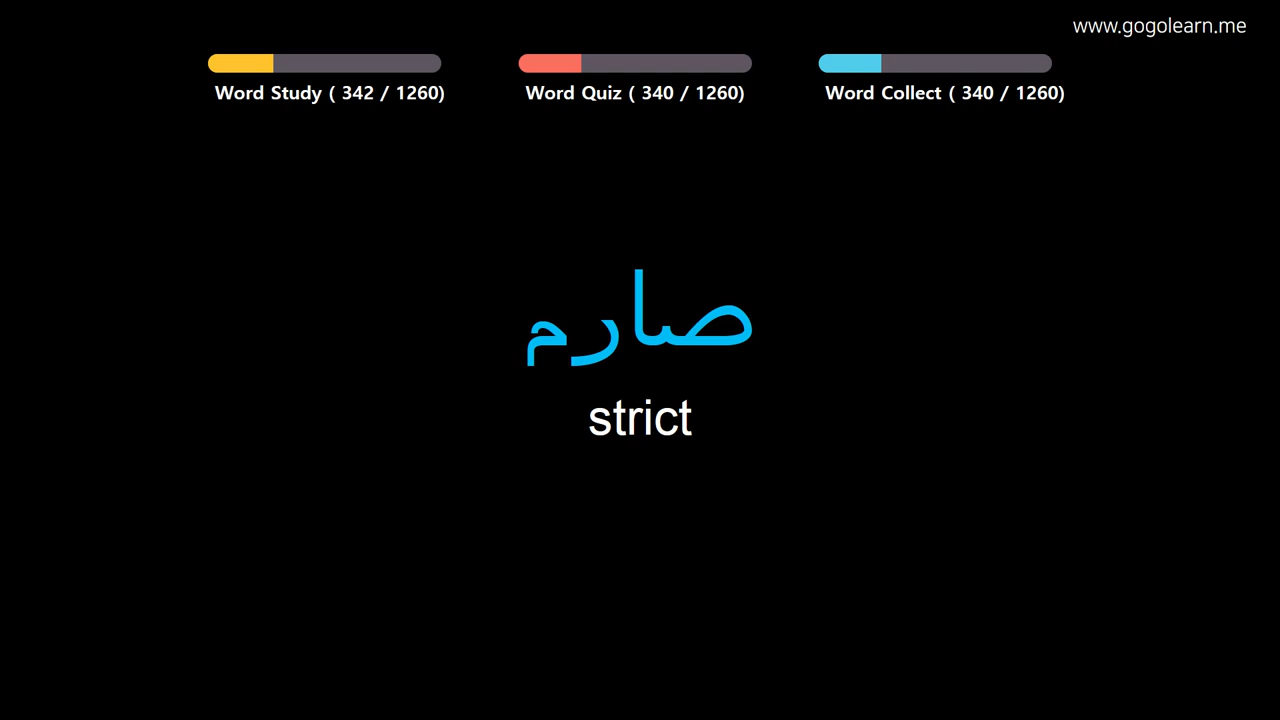 www.gogolearn.me
Word Study ( 342 / 1260)
Word Quiz ( 340 / 1260)
Word Collect ( 340 / 1260)
صارم
strict